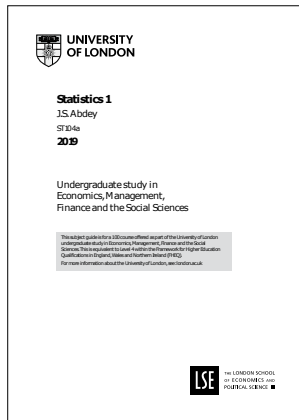 UNIVERSITY
OF LONDON
Statistics 1
J.S. Abdey
ST104a
2019
Undergraduate study in
Economics, Management,
Finance and the Social Sciences
This subject guide is for a 100 course offered as part of the University of London
undergraduate study in Economics, Management, Finance and the Social
Sciences. This is equivalent to Level 4 within the Framework for Higher Education
Qualifications in England, Wales and Northern Ireland (FHEQ).
For more information about the University of London, see: london.ac.uk
LSE
THE LONDON SCHOOL
OF ECONOMICS AND
POLITICAL SCIENCE